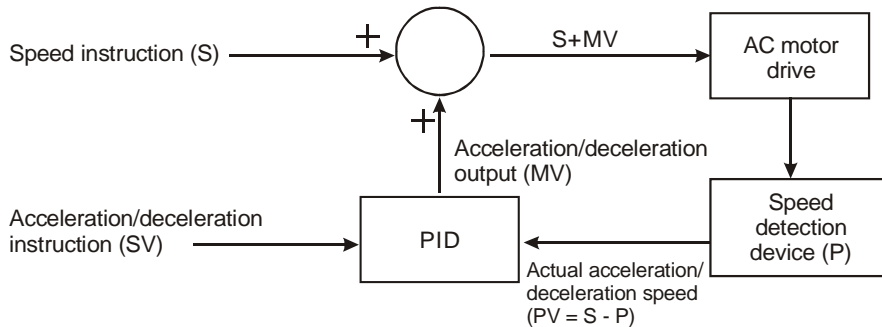 Speed instruction (S)
+
S+MV
AC motor
drive
+
Acceleration/deceleration
output (MV)
Acceleration/deceleration
instruction (SV)
PID
Speed
detection
device (P)
Actual acceleration/
deceleration speed
(PV = S - P)